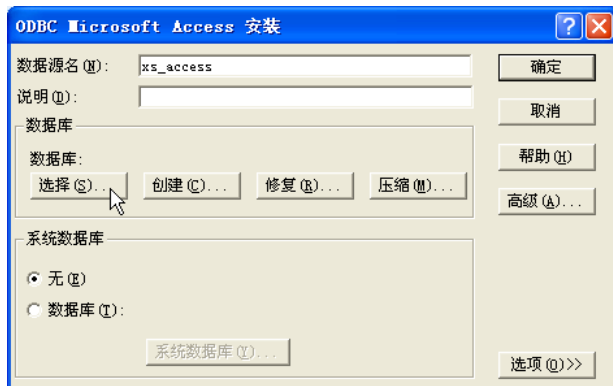 ODBC Microsoft Access 安装
数据源名(N): xs_access 确定
说明(D): 取消
数据库
数据库: 帮助(H)
选择(S)... 创建(C)... 修复(R)... 压缩(M)... 高级(A)...
系统数据库
无(E)
数据库(T):
系统数据库(Y)... 选项(O)>>